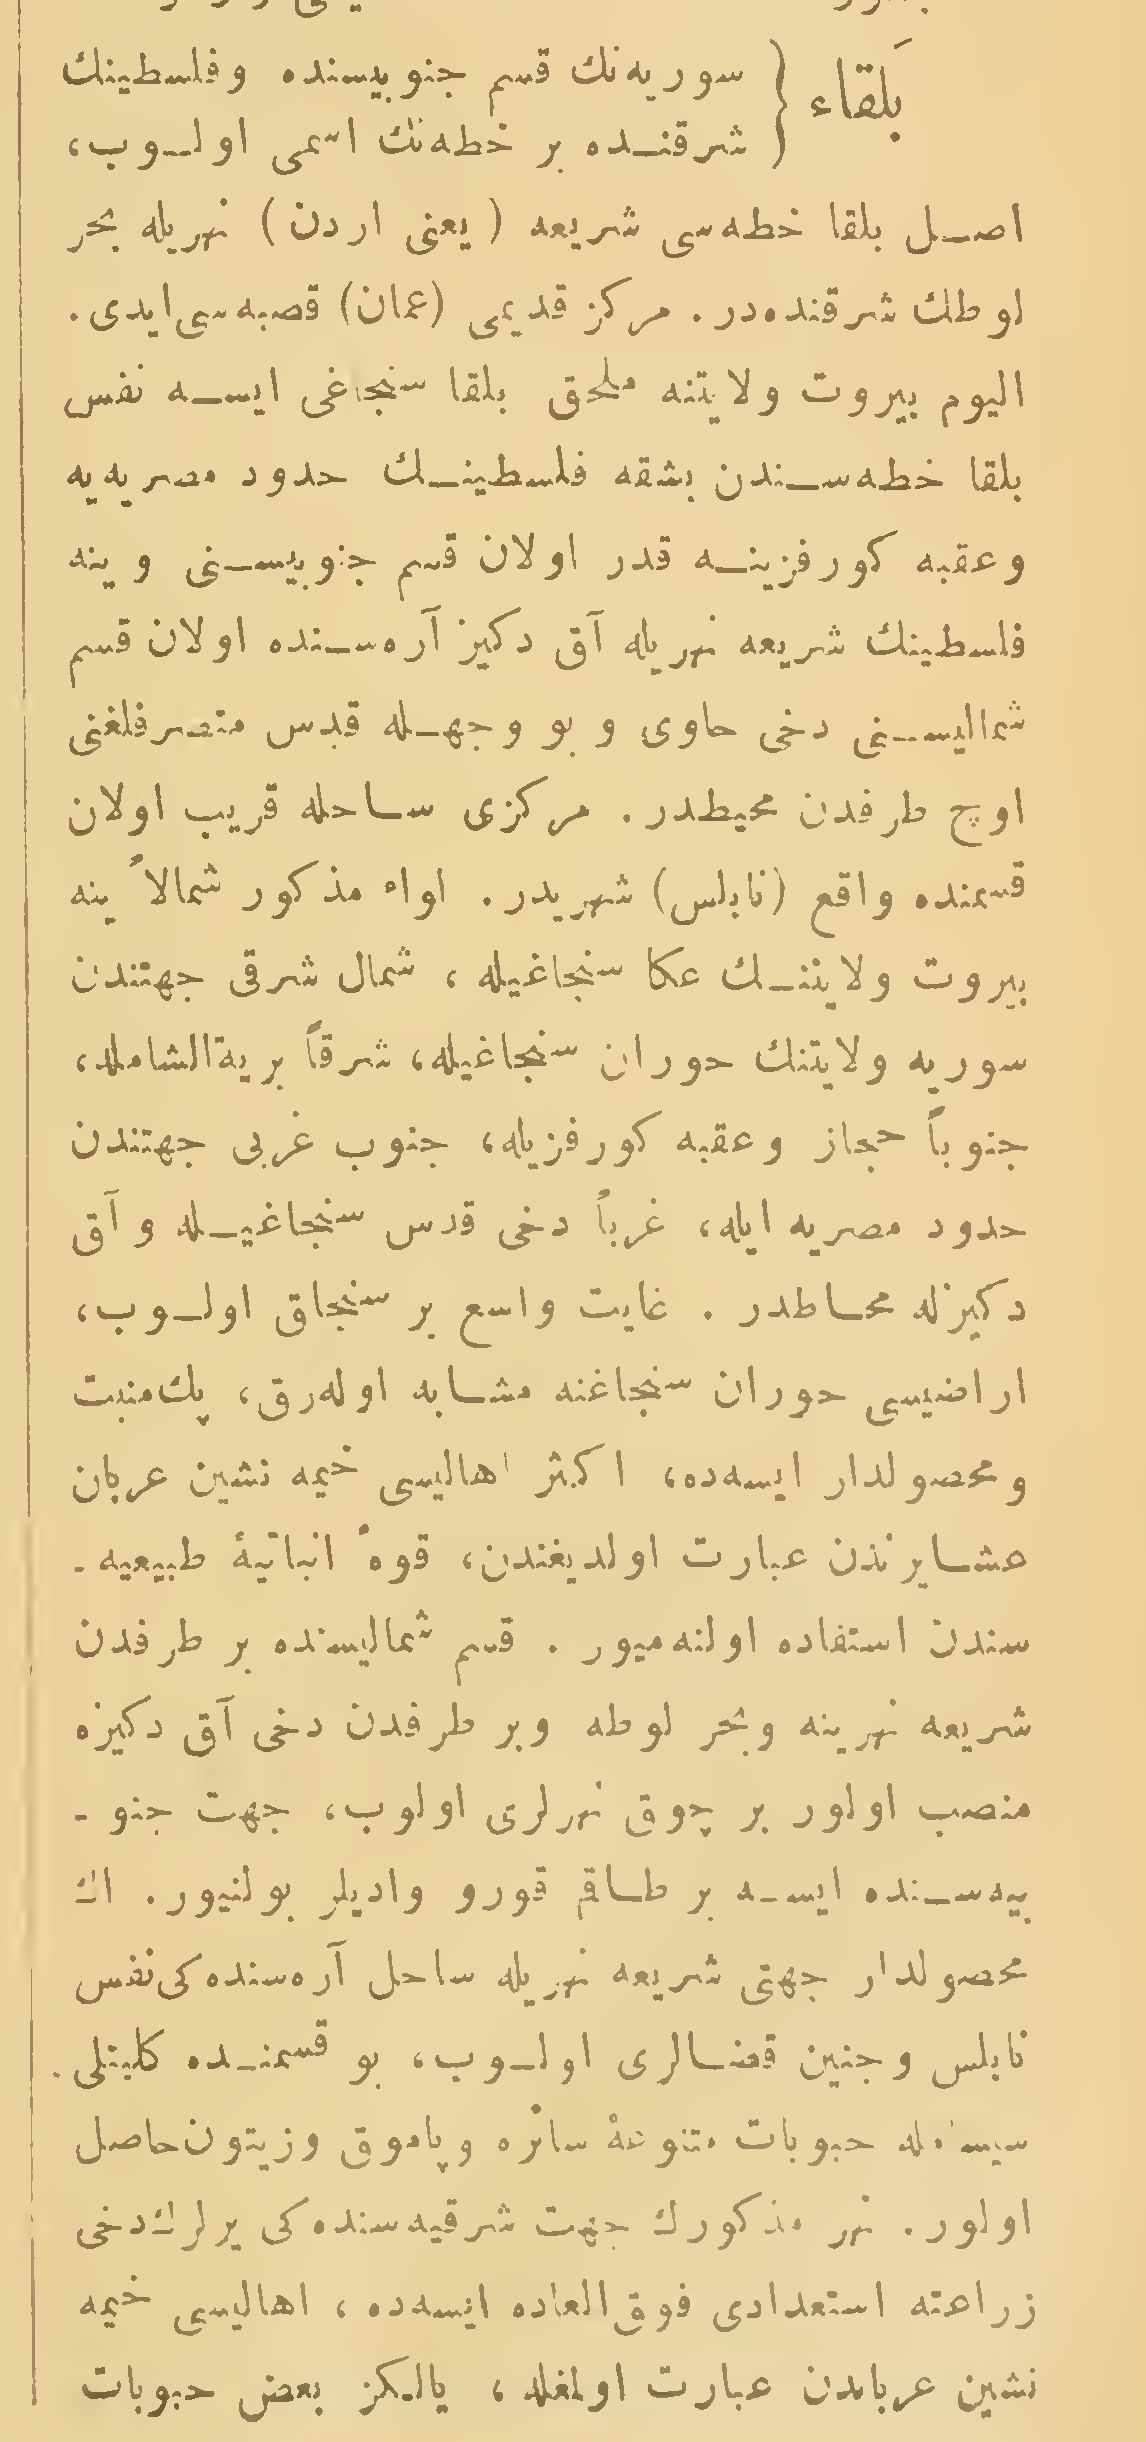 بَلقاء { سوریه‌نك قسم جنوبیسنده وفلسطینك
شرقنده بر خطه‌نك اسمی اولوب،
اصل بلقا خطه‌سی شریعه (یعنی اردن) نهریله بحر
لوطك شرقنده‌در. مرکز قدیمی (عمان) قصبه‌سی ایدی.
الیوم بیروت ولایتنه ملحق بلقا سنجاغی ایسه نفس
بلقا خطه‌سندن بشقه فلسطینك حدود مصریه‌یه
وعقبه کورفزینه قدر اولان قسم جنوبیسنی وینه
فلسطینك شریعه نهریله آق دکیز آره‌سنده اولان قسم
شمالیسنی دخی حاوی و بو وجهله قدس متصرفلغنی
اوچ طرفدن محیطدر. مرکزی ساحله قریب اولان
قسمنده واقع (نابلس) شهریدر. لواء مذکور شمالاً ینه
بیروت ولایتنك عکا سنجاغیله، شمال شرقی جهتندن
سوریه ولایتنك حوران سنجاغیله، شرقاً بریةالشامله،
جنوباً حجاز وعقبه کورفزیله، جنوب غربی جهتندن
حدود مصریه ایله، غرباً دخی قدس سنجاغیله و آق
دکیزله محاطدر. غایت واسع بر سنجاق اولوب،
اراضیسی حوران سنجاغنه مشابه اوله‌رق، پك منبت
ومحصولدار ایسه‌ده، اکثر اهالیسی خیمه نشین عربان
عشایرندن عبارت اولدیغندن، قوهٔ انباتیهٔ طبیعیه-
سندن استفاده اولنه‌میور. قسم شمالیسنده بر طرفدن
شریعه نهرینه وبحر لوطه وبر طرفدن دخی آق دکیزه
منصب اولور بر چوق نهرلری اولوب، جهت جنو-
بیه‌سنده ایسه بر طاقم قورو وادیلر بولنیور. اك
محصولدار جهتی شریعه نهریله ساحل آره‌سنده‌کی نفس
نابلس وجنین قضالری اولوب، بو قسمنده کلیتلی
سیسامله حبوبات متنوعهٔ سائره وپاموق وزیتون حاصل
اولور. نهر مذکورك جهت شرقیه‌سنده‌کی یرلرك دخی
زراعته استعدادی فوق العاده ایسه‌ده، اهالیسی خیمه
نشین عرباندن عبارت اولمغله، یالکز بعض حبوبات